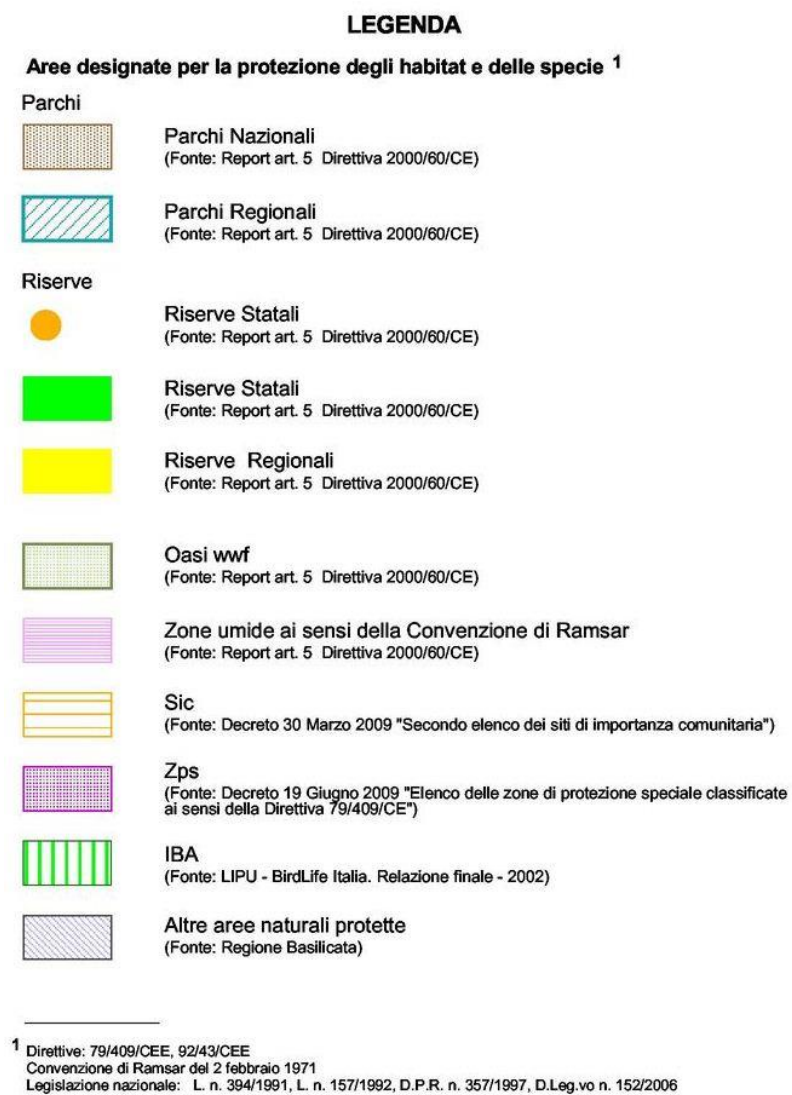 LEGENDA
Aree designate per la protezione degli habitat e delle specie 1
Parchi
Parchi Nazionali
(Fonte: Report art. 5 Direttiva 2000/60/CE)
Parchi Regionali
(Fonte: Report art. 5 Direttiva 2000/60/CE)
Riserve
Riserve Statali
(Fonte: Report art. 5 Direttiva 2000/60/CE)
Riserve Statali
(Fonte: Report art. 5 Direttiva 2000/60/CE)
Riserve Regionali
(Fonte: Report art. 5 Direttiva 2000/60/CE)
Oasi wwf
(Fonte: Report art. 5 Direttiva 2000/60/CE)
Zone umide ai sensi della Convenzione di Ramsar
(Fonte: Report art. 5 Direttiva 2000/60/CE)
Sic
(Fonte: Decreto 30 Marzo 2009 "Secondo elenco dei siti di importanza comunitaria")
Zps
(Fonte: Decreto 19 Giugno 2009 "Elenco delle zone di protezione speciale classificate
ai sensi della Direttiva 79/409/CE")
IBA
(Fonte: LIPU - BirdLife Italia. Relazione finale - 2002)
Altre aree naturali protette
(Fonte: Regione Basilicata)
1 Direttive: 79/409/CEE, 92/43/CEE
Convenzione di Ramsar del 2 febbraio 1971
Legislazione nazionale: L. n. 394/1991, L. n. 157/1992, D.P.R. n. 357/1997, D.Leg.vo n. 152/2006